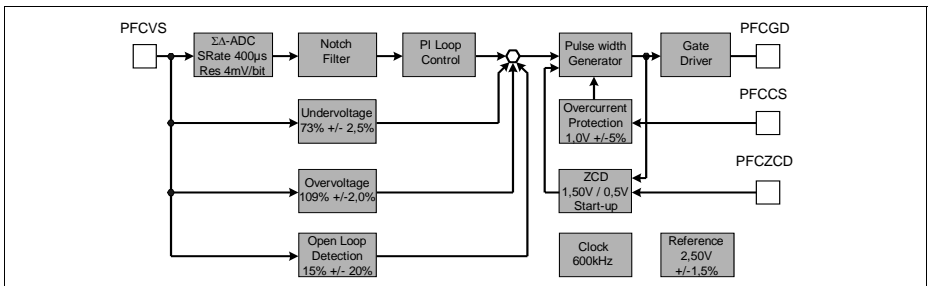 PFCVS
ΣΔ-ADC
SRate 400µs
Res 4mV/bit
Notch
Filter
PI Loop
Control
Pulse width
Generator
Gate
Driver
PFCGD
Undervoltage
73% +/- 2,5%
Overcurrent
Protection
1,0V +/-5%
PFCCS
Overvoltage
109% +/-2,0%
ZCD
1,50V / 0,5V
Start-up
PFCZCD
Open Loop
Detection
15% +/- 20%
Clock
600kHz
Reference
2,50V
+/-1,5%